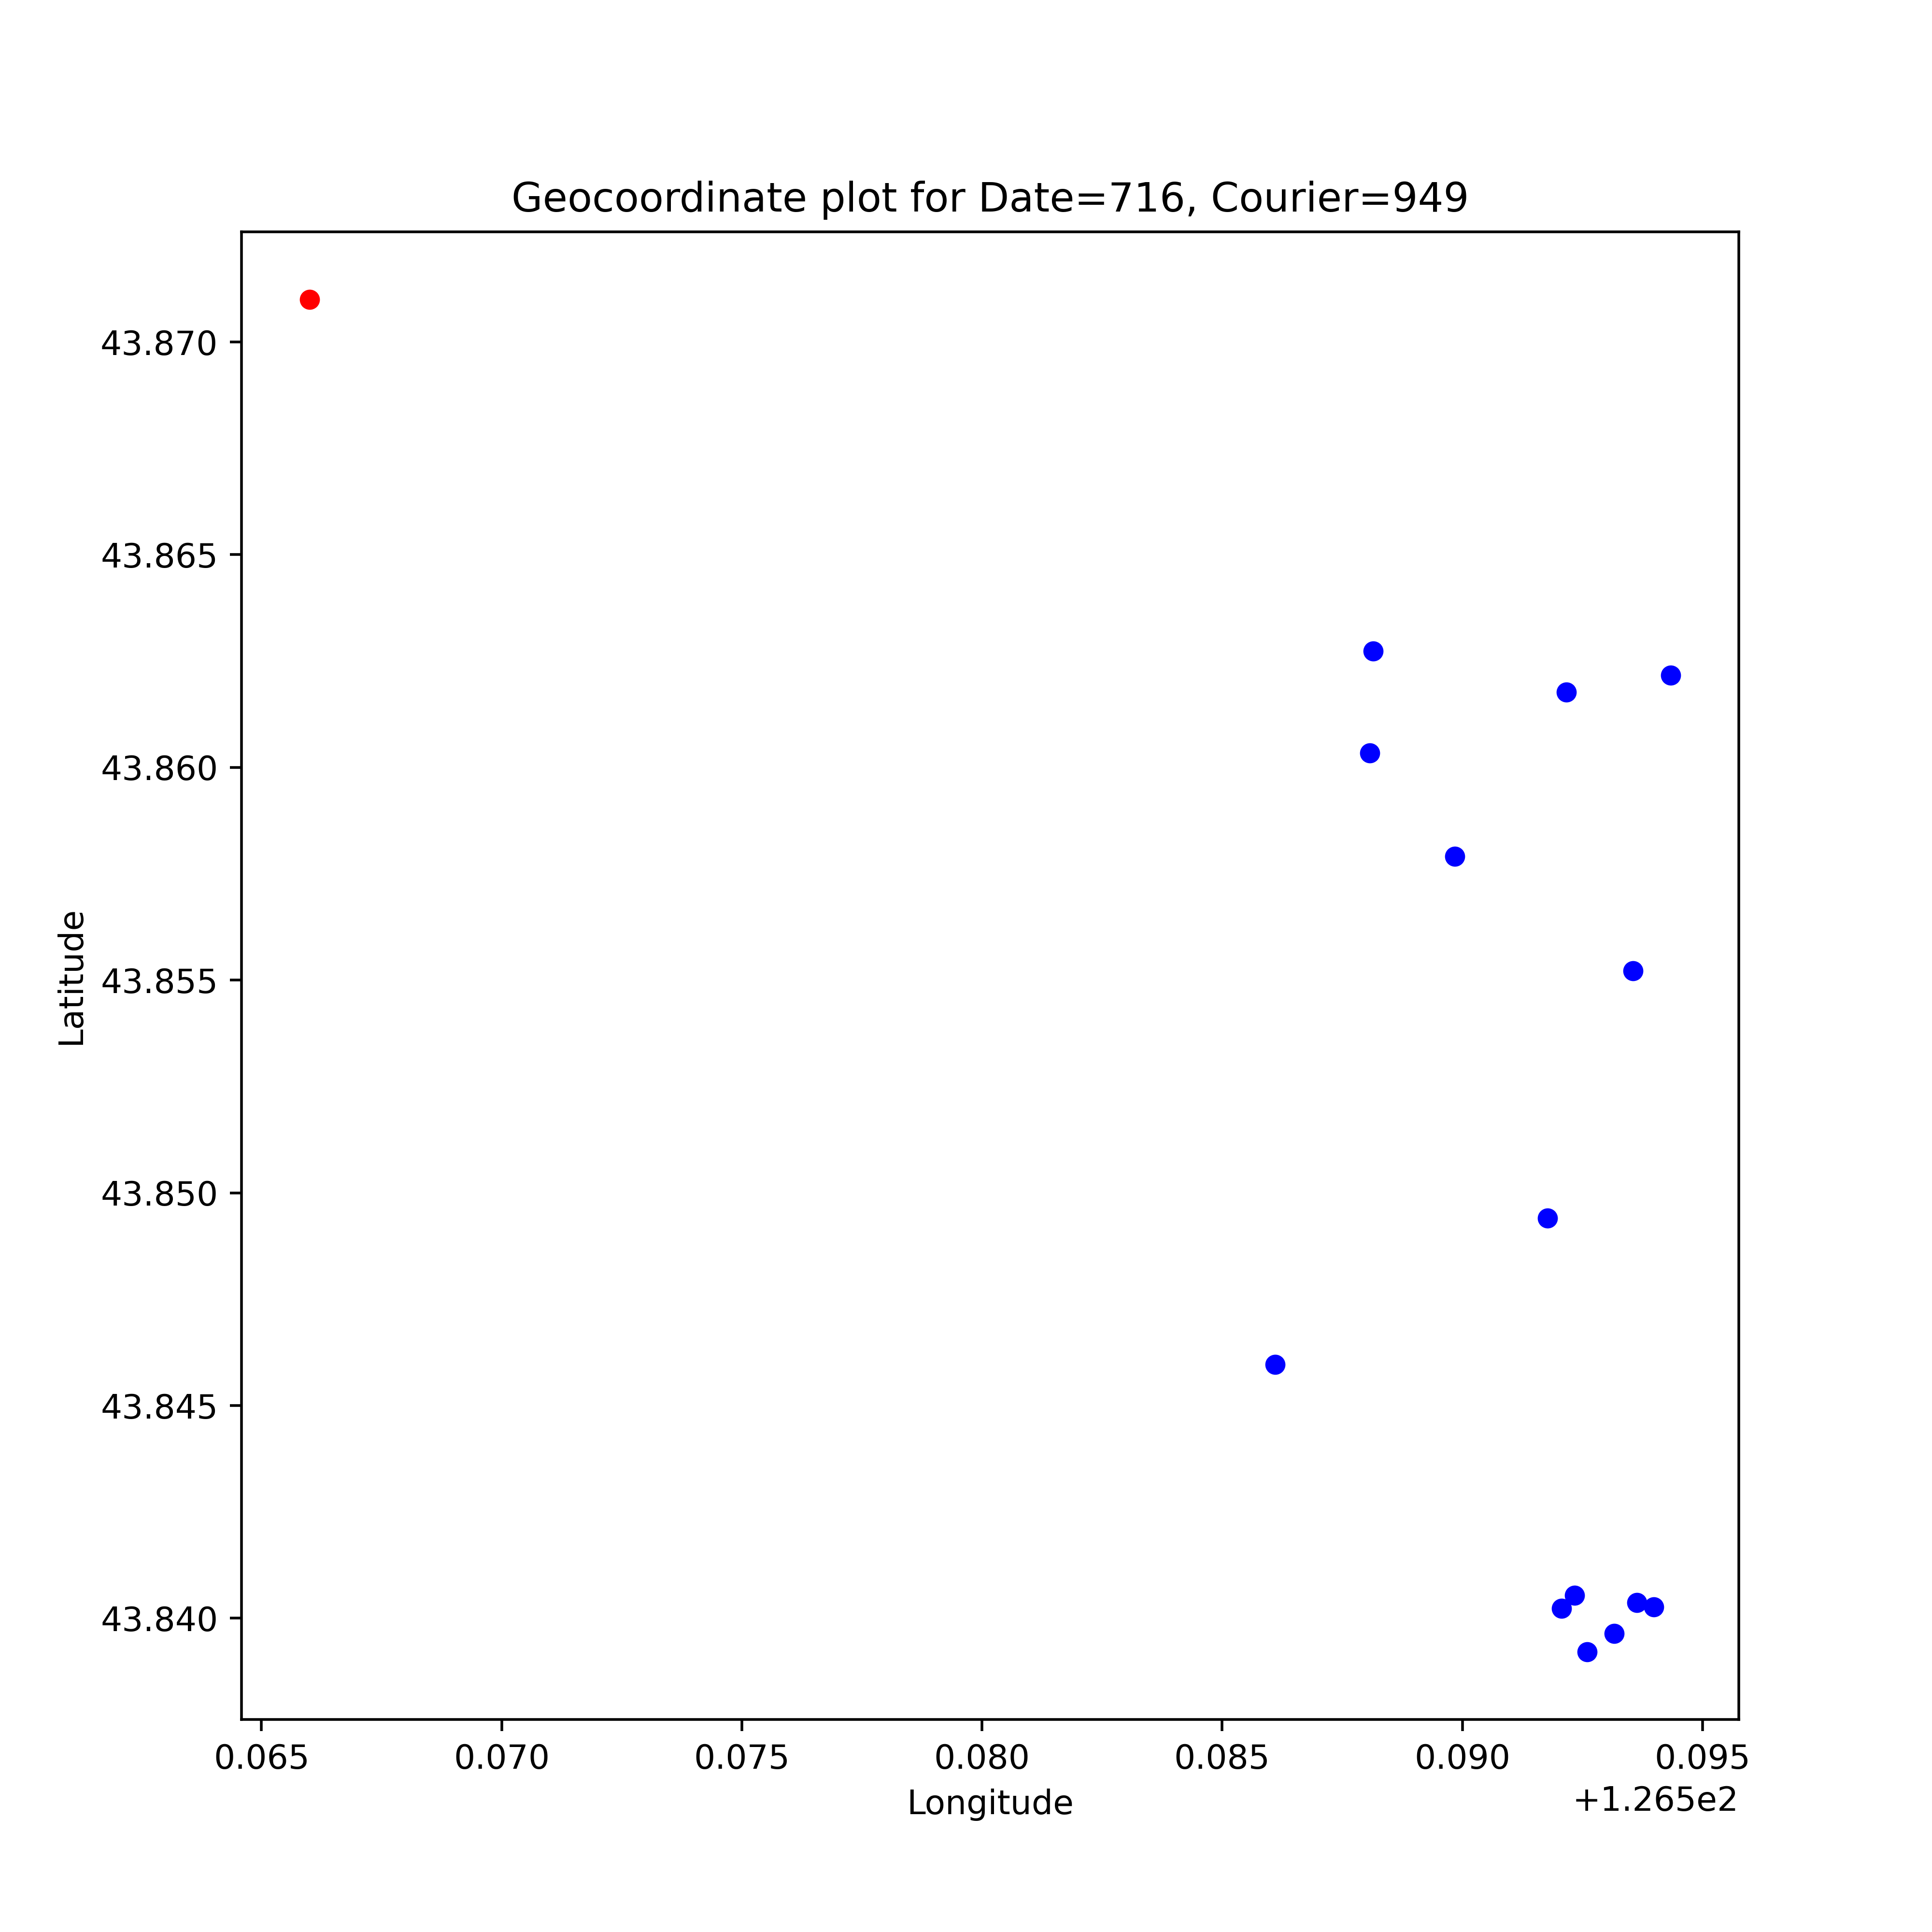 Geocoordinate plot for Date=716, Courier=949
43.870
43.865
43.860
43.855
43.850
43.845
43.840
Latitude
0.065 0.070 0.075 0.080 0.085 0.090 0.095
+1.265e2
Longitude